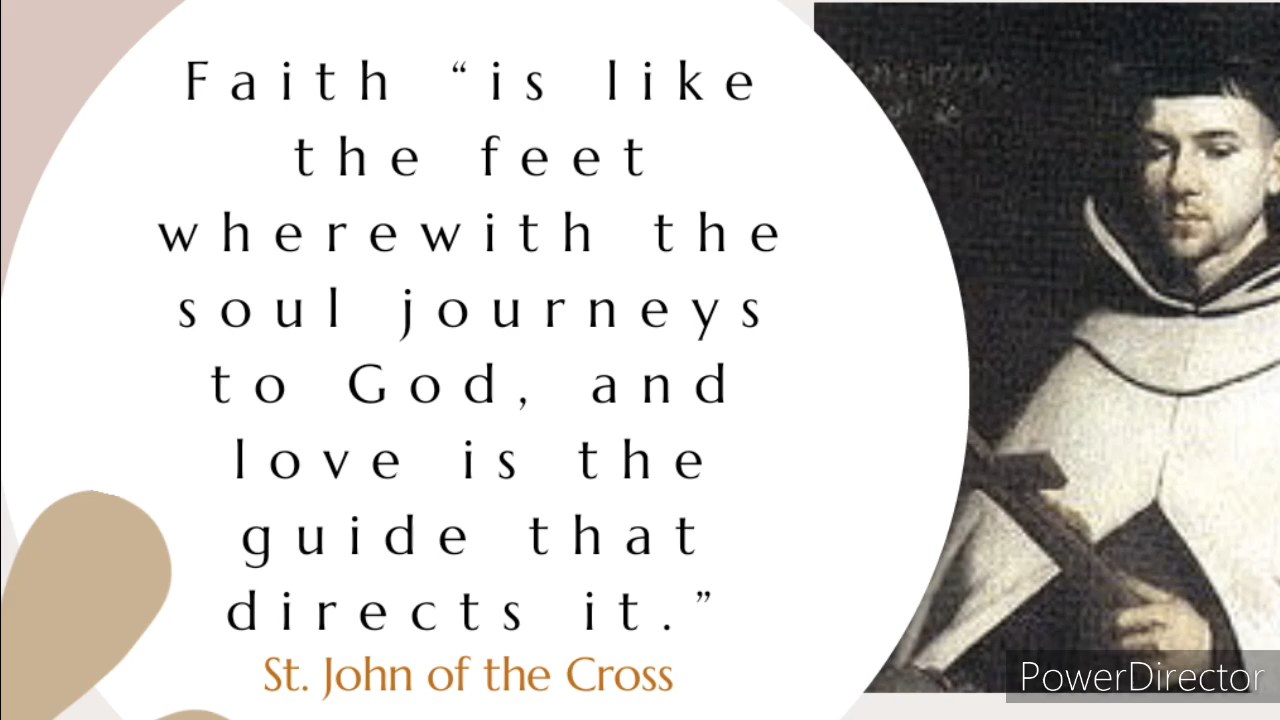 Faith “is like
the feet
wherewith the
soul journeys
to God, and
love is the
guide that
directs it.”
St. John of the Cross
PowerDirector